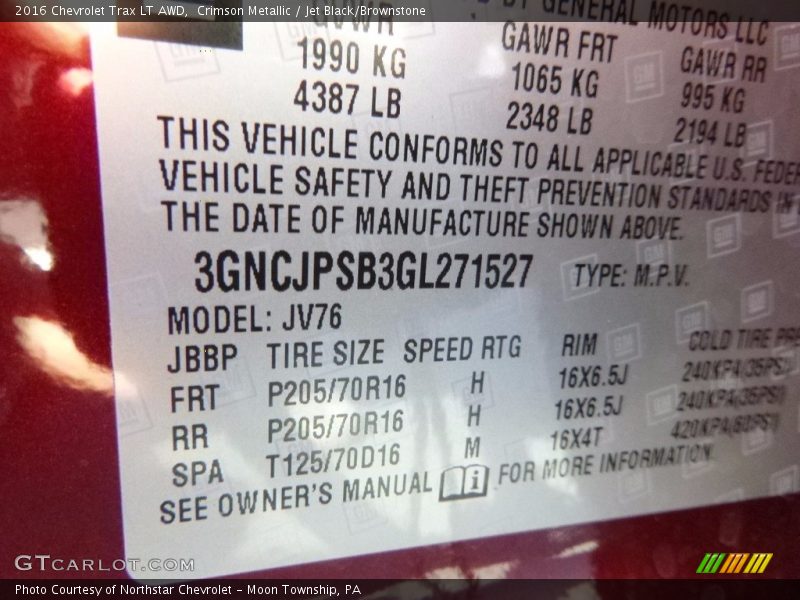 2016 Chevrolet Trax LT AWD, Crimson Metallic / Jet Black/Brownstone
BY GENERAL MOTORS LLC
GVWR GAWR FRT GAWR RR
1990 KG 1065 KG 995 KG
4387 LB 2348 LB 2194 LB
THIS VEHICLE CONFORMS TO ALL APPLICABLE U.S. FEDER
VEHICLE SAFETY AND THEFT PREVENTION STANDARDS IN
THE DATE OF MANUFACTURE SHOWN ABOVE.
3GNCJPSB3GL271527 TYPE: M.P.V.
MODEL: JV76
JBBP TIRE SIZE SPEED RTG RIM COLD TIRE PRE
FRT P205/70R16 H 16X6.5J 240KPA(35PSI)
RR P205/70R16 H 16X6.5J 240KPA(35PSI)
SPA T125/70D16 M 16X4T 420KPA(60PSI)
SEE OWNER'S MANUAL i FOR MORE INFORMATION.
GTCARLOT.COM
Photo Courtesy of Northstar Chevrolet - Moon Township, PA